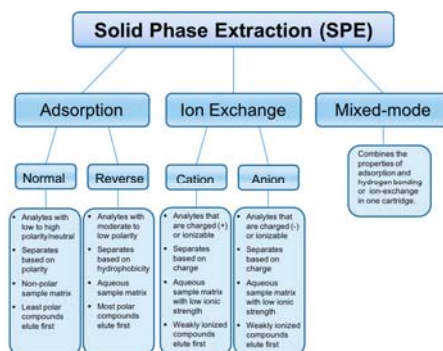 Solid Phase Extraction (SPE)
Adsorption
Ion Exchange
Mixed-mode
Combines the
properties of
adsorption and
hydrogen bonding
or ion-exchange
in one cartridge.
Normal
Reverse
Cation
Anion
• Analytes with
low to high
polarity/neutral
• Separates
based on
polarity
• Non-polar
sample matrix
• Least polar
compounds
elute first
• Analytes with
moderate to
low polarity
• Separates
based on
hydrophobicity
• Aqueous
sample matrix
• Most polar
compounds
elute first
• Analytes that
are charged (+)
or ionizable
• Separates
based on
charge
• Aqueous
sample matrix
with low ionic
strength
• Weakly ionized
compounds
elute first
• Analytes that
are charged (-)
or ionizable
• Separates
based on
charge
• Aqueous
sample matrix
with low ionic
strength
• Weakly ionized
compounds
elute first